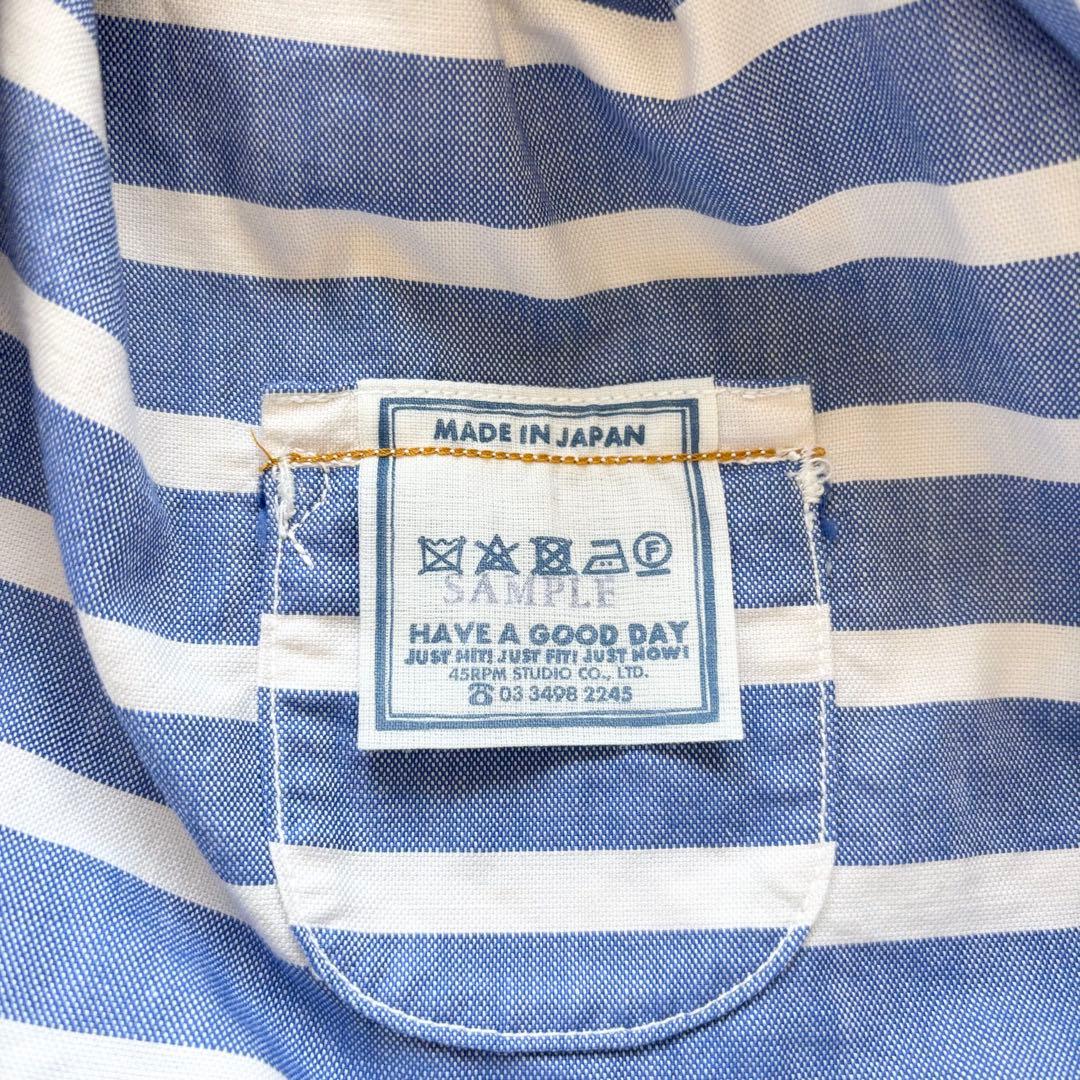 MADE IN JAPAN
F
SAMPLE
HAVE A GOOD DAY
JUST HIT! JUST FIT! JUST NOW!
45RPM STUDIO CO., LTD.
☎ 03 3498 2245